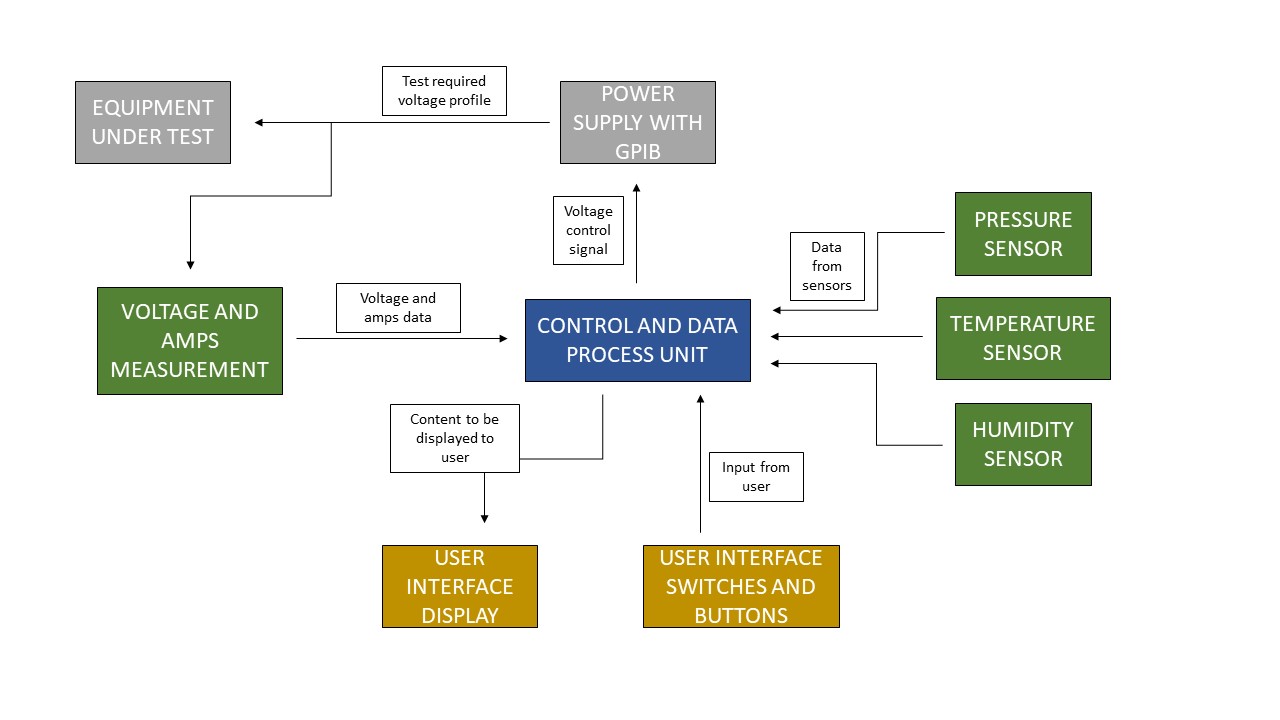 Test required
voltage profile
EQUIPMENT
UNDER TEST
POWER
SUPPLY WITH
GPIB
Voltage
control
signal
PRESSURE
SENSOR
Data
from
sensors
VOLTAGE AND
AMPS
MEASUREMENT
Voltage and
amps data
CONTROL AND DATA
PROCESS UNIT
TEMPERATURE
SENSOR
Content to be
displayed to
user
HUMIDITY
SENSOR
Input from
user
USER
INTERFACE
DISPLAY
USER INTERFACE
SWITCHES AND
BUTTONS